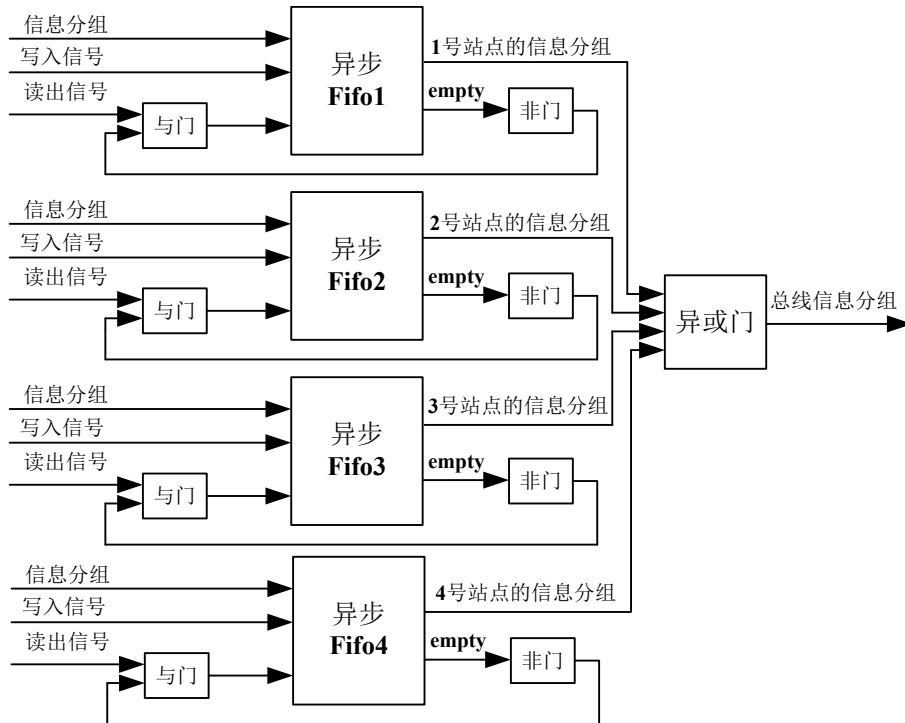 信息分组
写入信号
读出信号
与门
异步
Fifo1
1号站点的信息分组
empty
非门
信息分组
写入信号
读出信号
与门
异步
Fifo2
2号站点的信息分组
empty
非门
异或门
总线信息分组
信息分组
写入信号
读出信号
与门
异步
Fifo3
3号站点的信息分组
empty
非门
信息分组
写入信号
读出信号
与门
异步
Fifo4
4号站点的信息分组
empty
非门